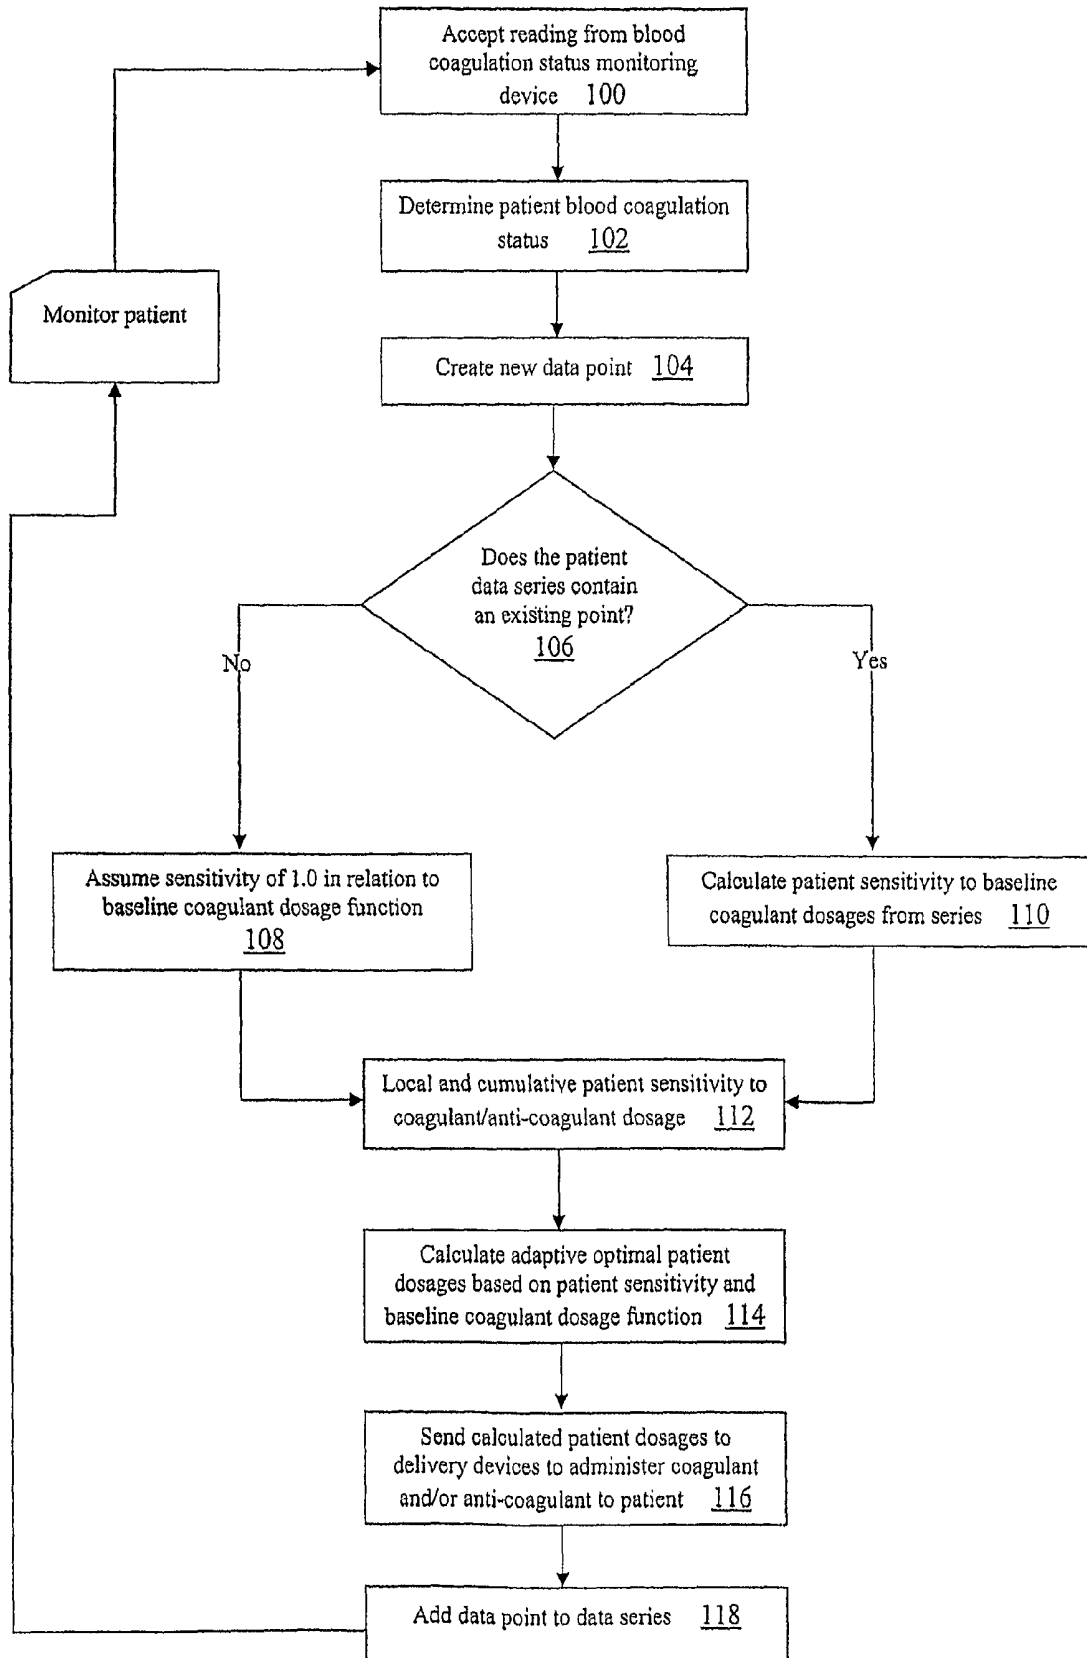 Accept reading from blood
coagulation status monitoring
device 100
Determine patient blood coagulation
status 102
Monitor patient
Create new data point 104
Does the patient
data series contain
an existing point?
106
No
Yes
Assume sensitivity of 1.0 in relation to
baseline coagulant dosage function
108
Calculate patient sensitivity to baseline
coagulant dosages from series 110
Local and cumulative patient sensitivity to
coagulant/anti-coagulant dosage 112
Calculate adaptive optimal patient
dosages based on patient sensitivity and
baseline coagulant dosage function 114
Send calculated patient dosages to
delivery devices to administer coagulant
and/or anti-coagulant to patient 116
Add data point to data series 118